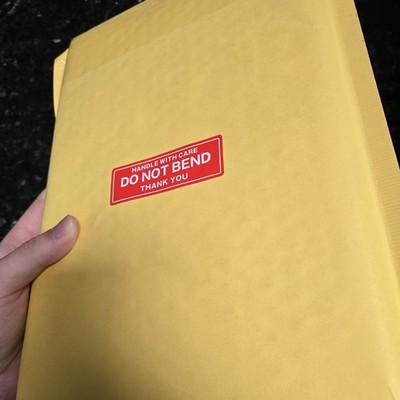 HANDLE WITH CARE
DO NOT BEND
THANK YOU